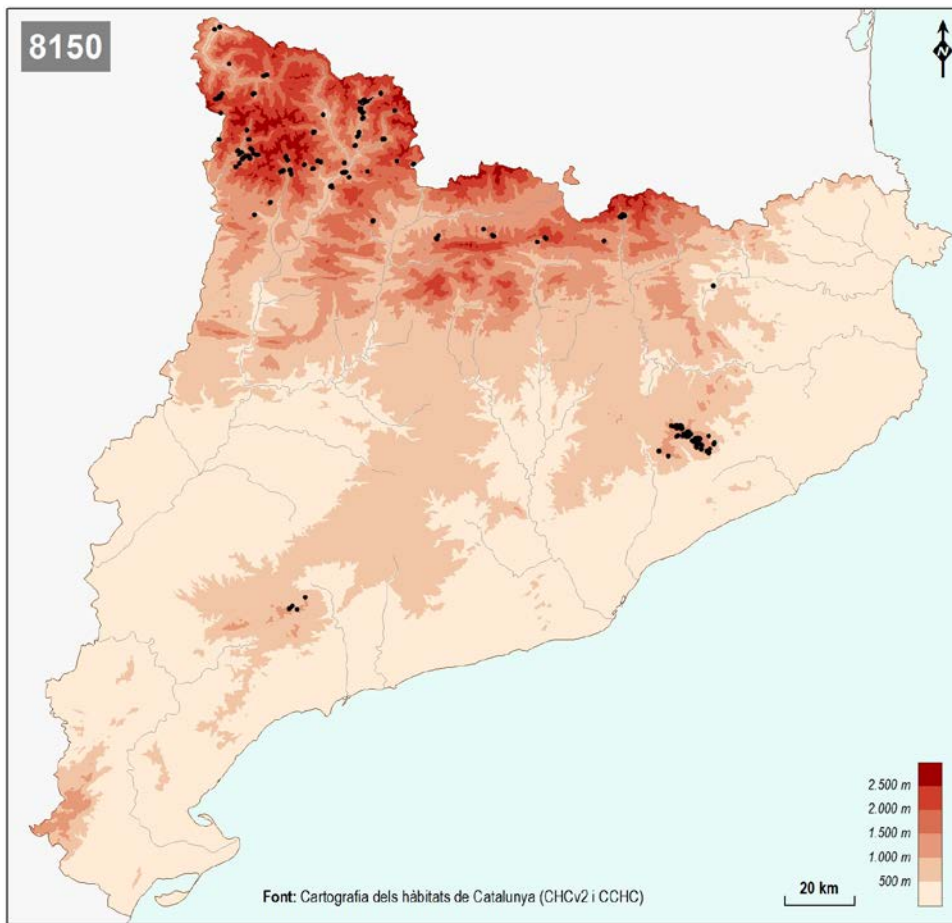 8150
N
2.500 m
2.000 m
1.500 m
1.000 m
500 m
20 km
Font: Cartografia dels hàbitats de Catalunya (CHCv2 i CCHC)